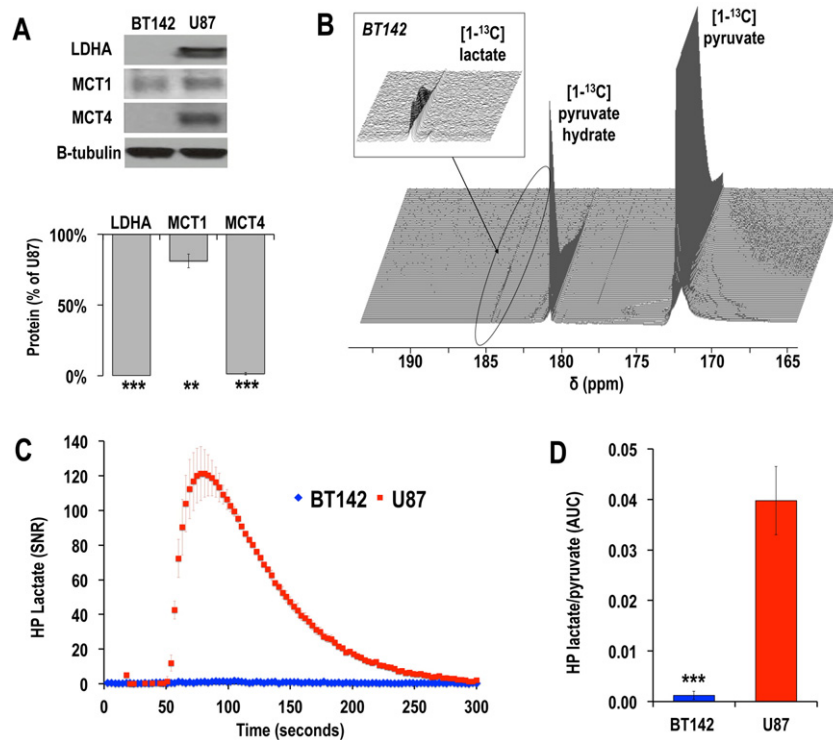 A
BT142 U87
LDHA
MCT1
MCT4
B-tubulin
LDHA MCT1 MCT4
100%
50%
0%
Protein (% of U87)
*** ** ***
B
BT142
[1-¹³C]
lactate
[1-¹³C]
pyruvate
hydrate
[1-¹³C]
pyruvate
190 185 180 175 170 165
δ (ppm)
C
140
120
100
80
60
40
20
0
HP Lactate (SNR)
BT142 U87
0 50 100 150 200 250 300
Time (seconds)
D
0.05
0.04
0.03
0.02
0.01
0.00
HP lactate/pyruvate (AUC)
***
BT142 U87